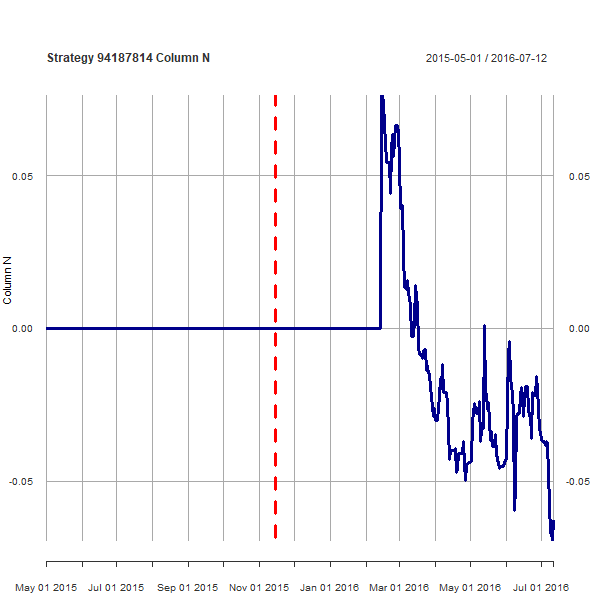 Strategy 94187814 Column N
2015-05-01 / 2016-07-12
0.05
0.05
Column N
0.00
0.00
-0.05
-0.05
May 01 2015
Jul 01 2015
Sep 01 2015
Nov 01 2015
Jan 01 2016
Mar 01 2016
May 01 2016
Jul 01 2016